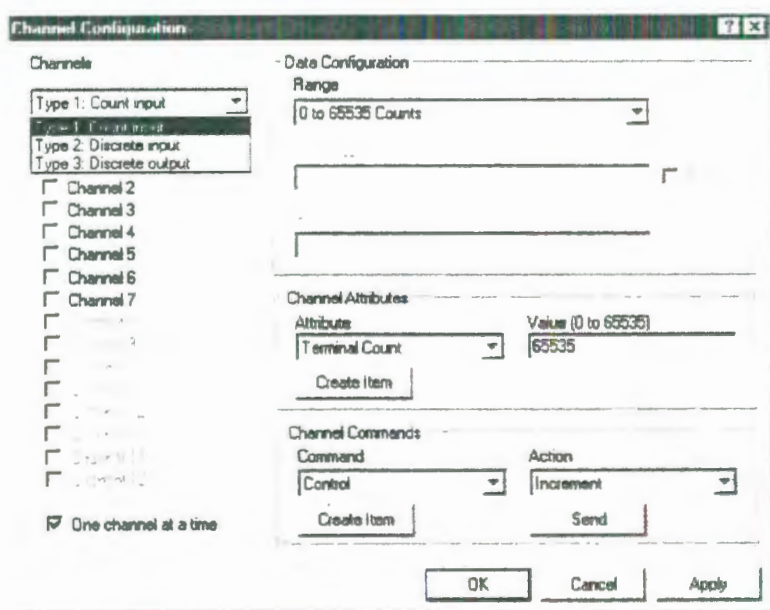 Channel Configuration
Channels
Type 1: Count input
Type 1: Count input
Type 2: Discrete input
Type 3: Discrete output
Channel 2
Channel 3
Channel 4
Channel 5
Channel 6
Channel 7
One channel at a time
Data Configuration
Range
0 to 65535 Counts
Channel Attributes
Attribute
Value (0 to 65535)
Terminal Count
65535
Create Item
Channel Commands
Command
Action
Control
Increment
Create Item
Send
OK
Cancel
Apply